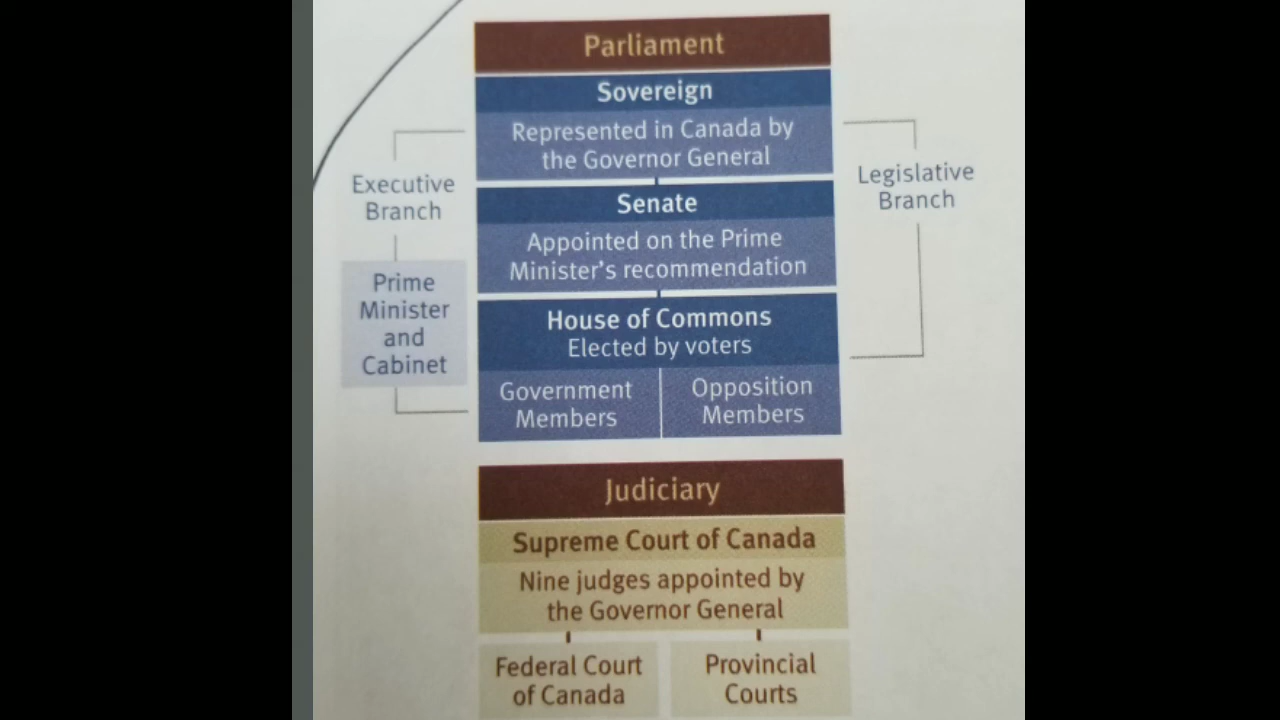 Parliament
Sovereign
Represented in Canada by
the Governor General
Executive
Branch
Legislative
Branch
Senate
Appointed on the Prime
Minister's recommendation
Prime
Minister
and
Cabinet
House of Commons
Elected by voters
Government
Members
Opposition
Members
Judiciary
Supreme Court of Canada
Nine judges appointed by
the Governor General
Federal Court
of Canada
Provincial
Courts